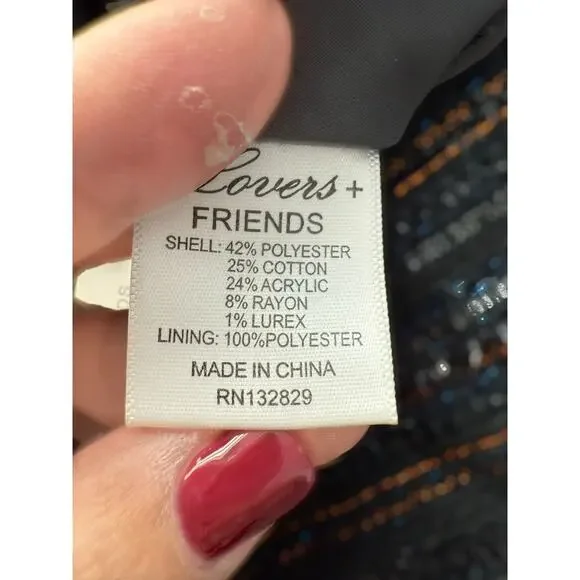 Lovers +
FRIENDS
SHELL: 42% POLYESTER
25% COTTON
24% ACRYLIC
8% RAYON
1% LUREX
LINING: 100%POLYESTER
MADE IN CHINA
RN132829